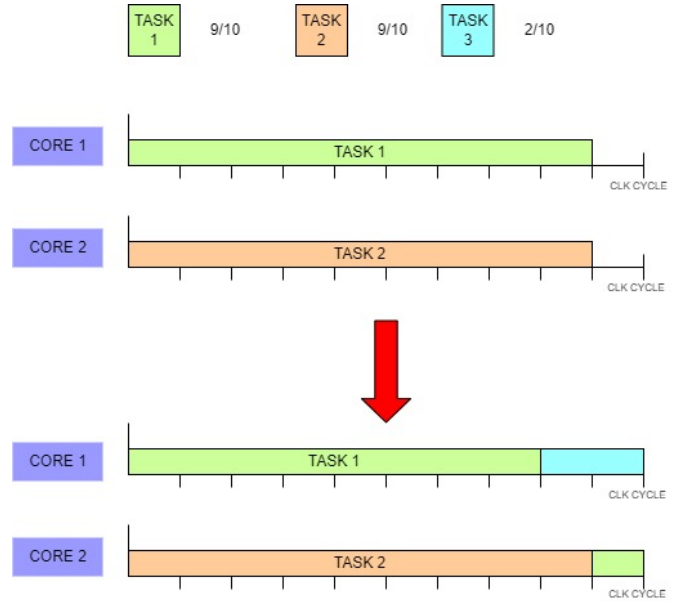 TASK
1
9/10
TASK
2
9/10
TASK
3
2/10
CORE 1
TASK 1
CLK CYCLE
CORE 2
TASK 2
CLK CYCLE
CORE 1
TASK 1
CLK CYCLE
CORE 2
TASK 2
CLK CYCLE